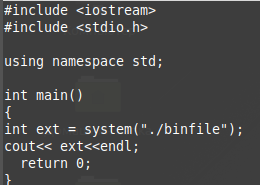 #include <iostream>
#include <stdio.h>
using namespace std;
int main()
{
int ext = system("./binfile");
cout<< ext<<endl;
  return 0;
}